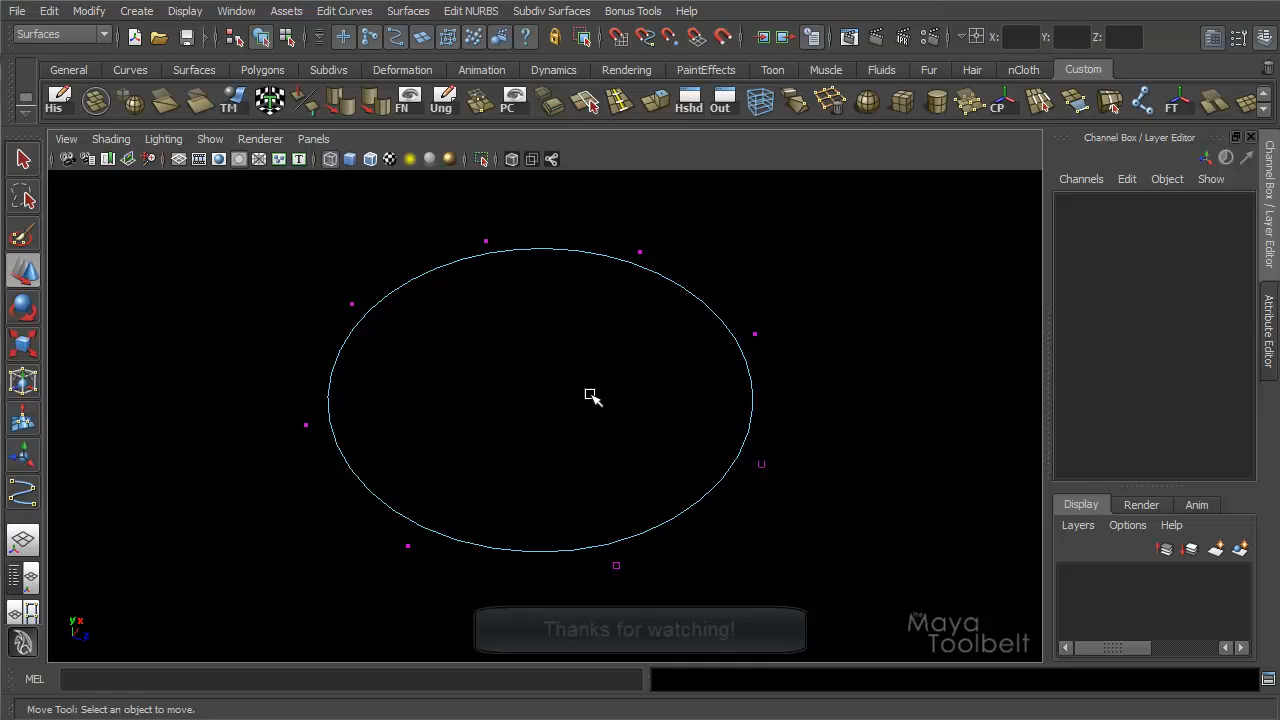 File Edit Modify Create Display Window Assets Edit Curves Surfaces Edit NURBS Subdiv Surfaces Bonus Tools Help
Surfaces X: Y: Z:
General Curves Surfaces Polygons Subdivs Deformation Animation Dynamics Rendering PaintEffects Toon Muscle Fluids Fur Hair nCloth Custom
His TM FN Ung PC Hshd Out CP FT
View Shading Lighting Show Renderer Panels
Channel Box / Layer Editor
Channels Edit Object Show
Channel Box / Layer Editor
Attribute Editor
Display Render Anim
Layers Options Help
y x
z
Thanks for watching!
the Maya
Toolbelt
MEL
Move Tool: Select an object to move.